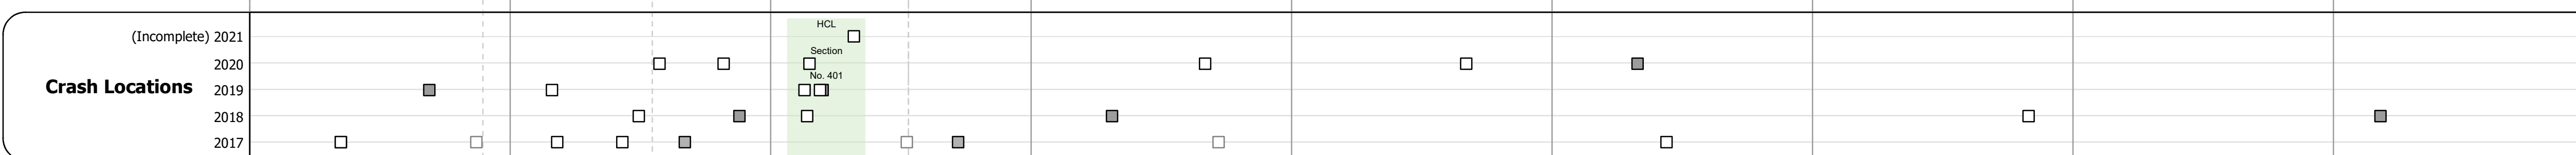 HCL
(Incomplete) 2021
Section
2020
No. 401
Crash Locations
2019
2018
2017